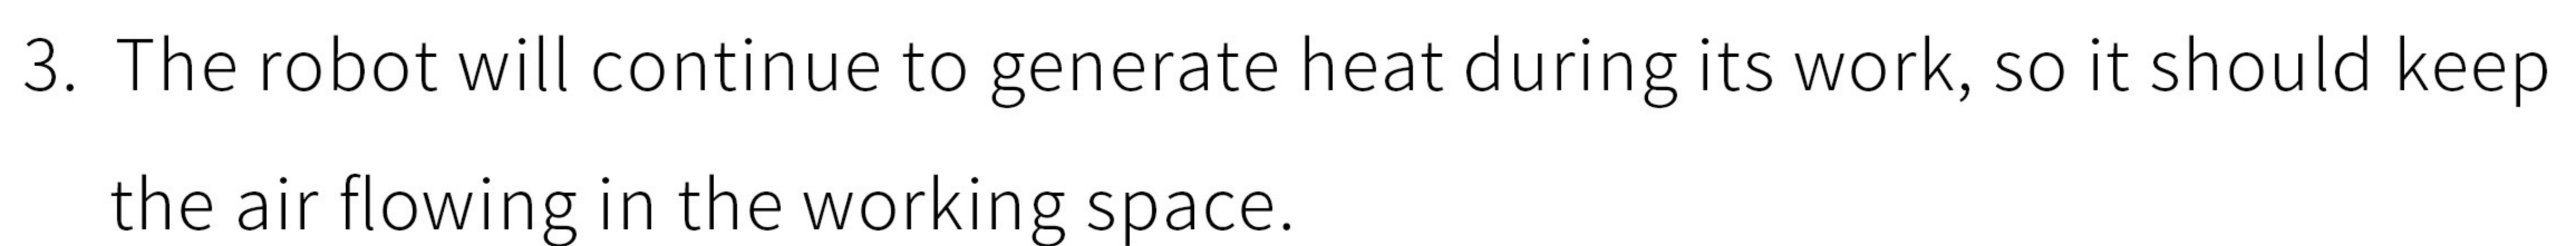 3. The robot will continue to generate heat during its work, so it should keep
the air flowing in the working space.